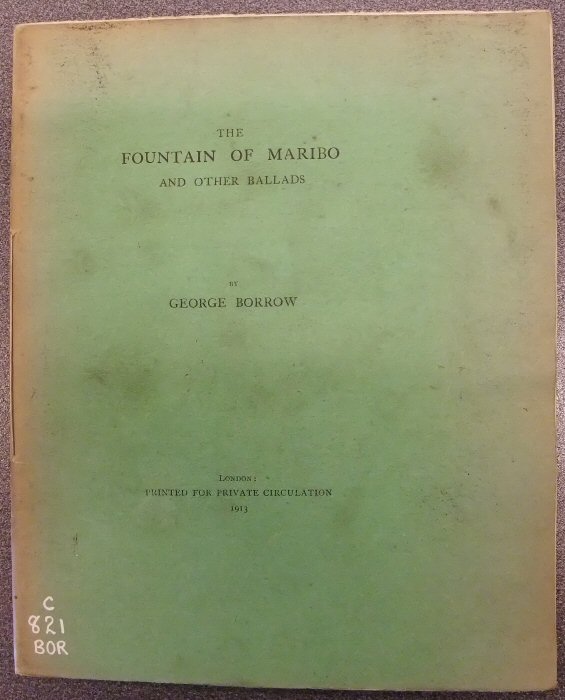 THE
FOUNTAIN OF MARIBO
AND OTHER BALLADS
BY
GEORGE BORROW
London:
PRINTED FOR PRIVATE CIRCULATION
1913
C
821
BOR